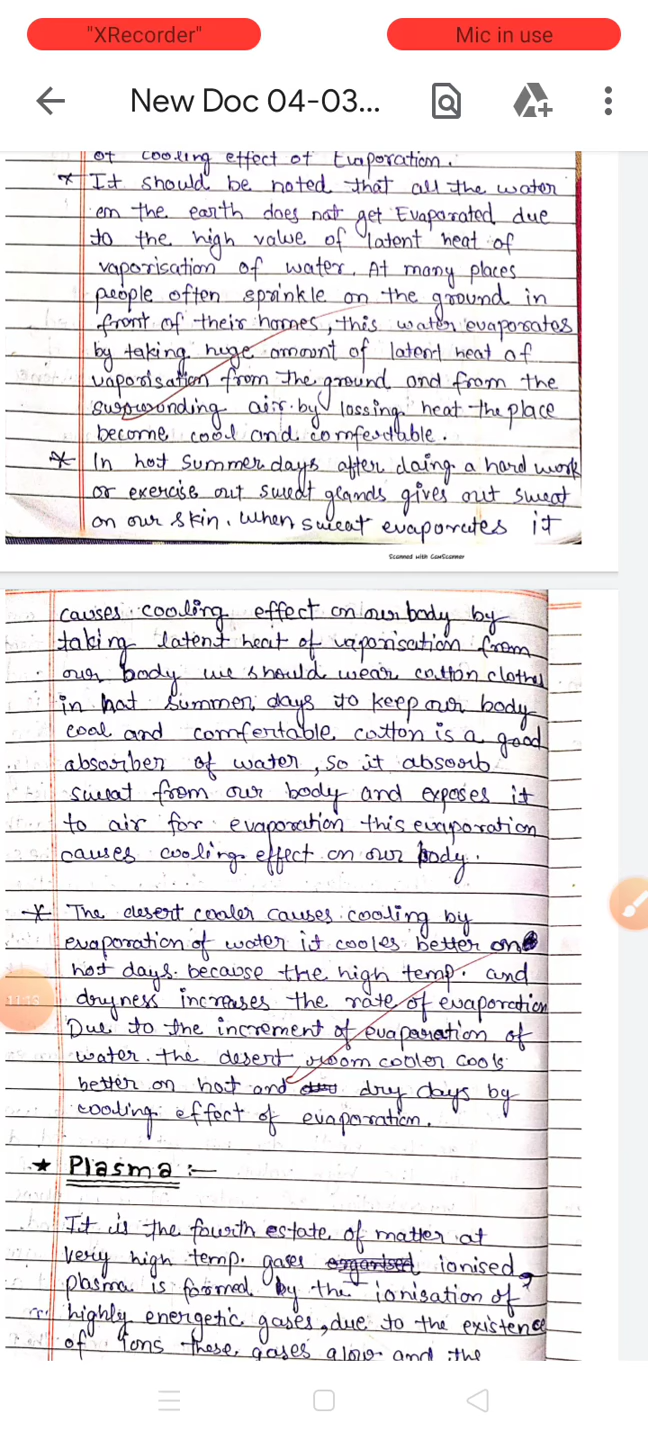 "XRecorder"
Mic in use
New Doc 04-03...
of cooling effect of Evaporation.
* It should be noted that all the water
on the earth does not get Evaporated due
to the high value of latent heat of
vaporisation of water. At many places
people often sprinkle on the ground in
front of their homes, this water evaporates
by taking huge amount of latent heat of
vaporisation from the ground and from the
surrounding air. by lossing heat the place
become cool and comfertable.
* In hot summer days after doing a hard work
or exercise out sweat glands gives out sweat
on our skin. When sweat evaporates it
Scanned with CamScanner
causes cooling effect on our body by
taking latent heat of vaporisation from
our body we should wear cotton clothes
in hot summer days to keep our body
cool and comfertable. cotton is a good
absorber of water, so it absorb
sweat from our body and exposes it
to air for evaporation this evaporation
causes cooling effect on our body.
* The desert cooler causes cooling by
evaporation of water it cooles better on
hot days. because the high temp. and
11:13
dryness increases the rate of evaporation
Due to the increment of evaporation of
water. the desert room cooler cools
better on hot and dry days by
cooling effect of evaporation.
★ Plasma :-
It is the fourth estate of matter at
very high temp. gases ionised,
plasma is formed. by the ionisation of
highly energetic gases, due to the existence
of Ions these gases glow and the